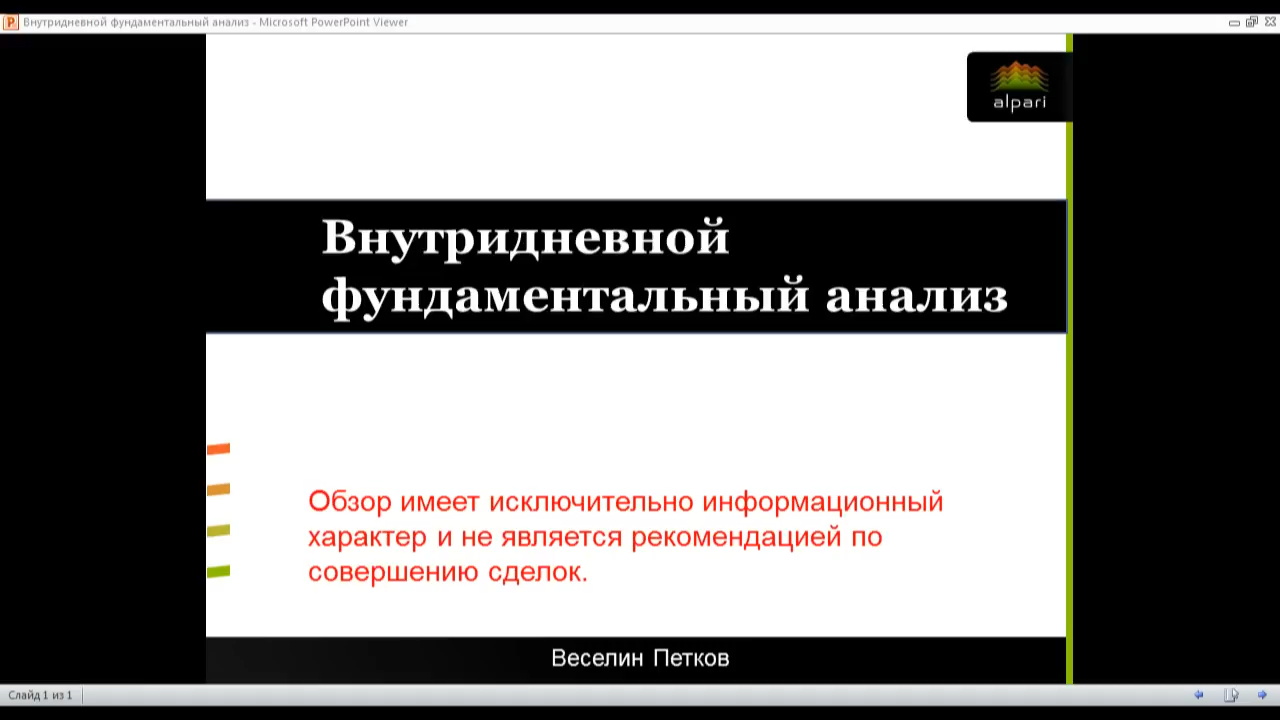 Внутридневной фундаментальный анализ - Microsoft PowerPoint Viewer
alpari
Внутридневной
фундаментальный анализ
Обзор имеет исключительно информационный
характер и не является рекомендацией по
совершению сделок.
Веселин Петков
Слайд 1 из 1